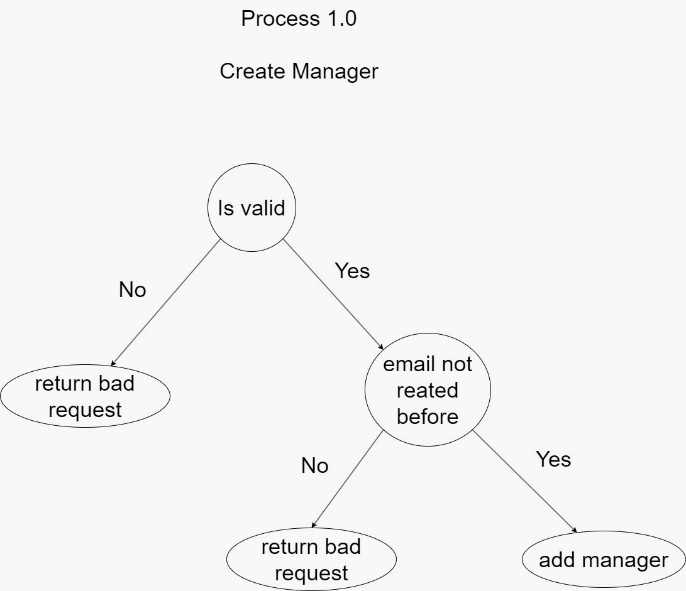 Process 1.0
Create Manager
Is valid
No
Yes
return bad
request
email not
reated
before
No
Yes
return bad
request
add manager